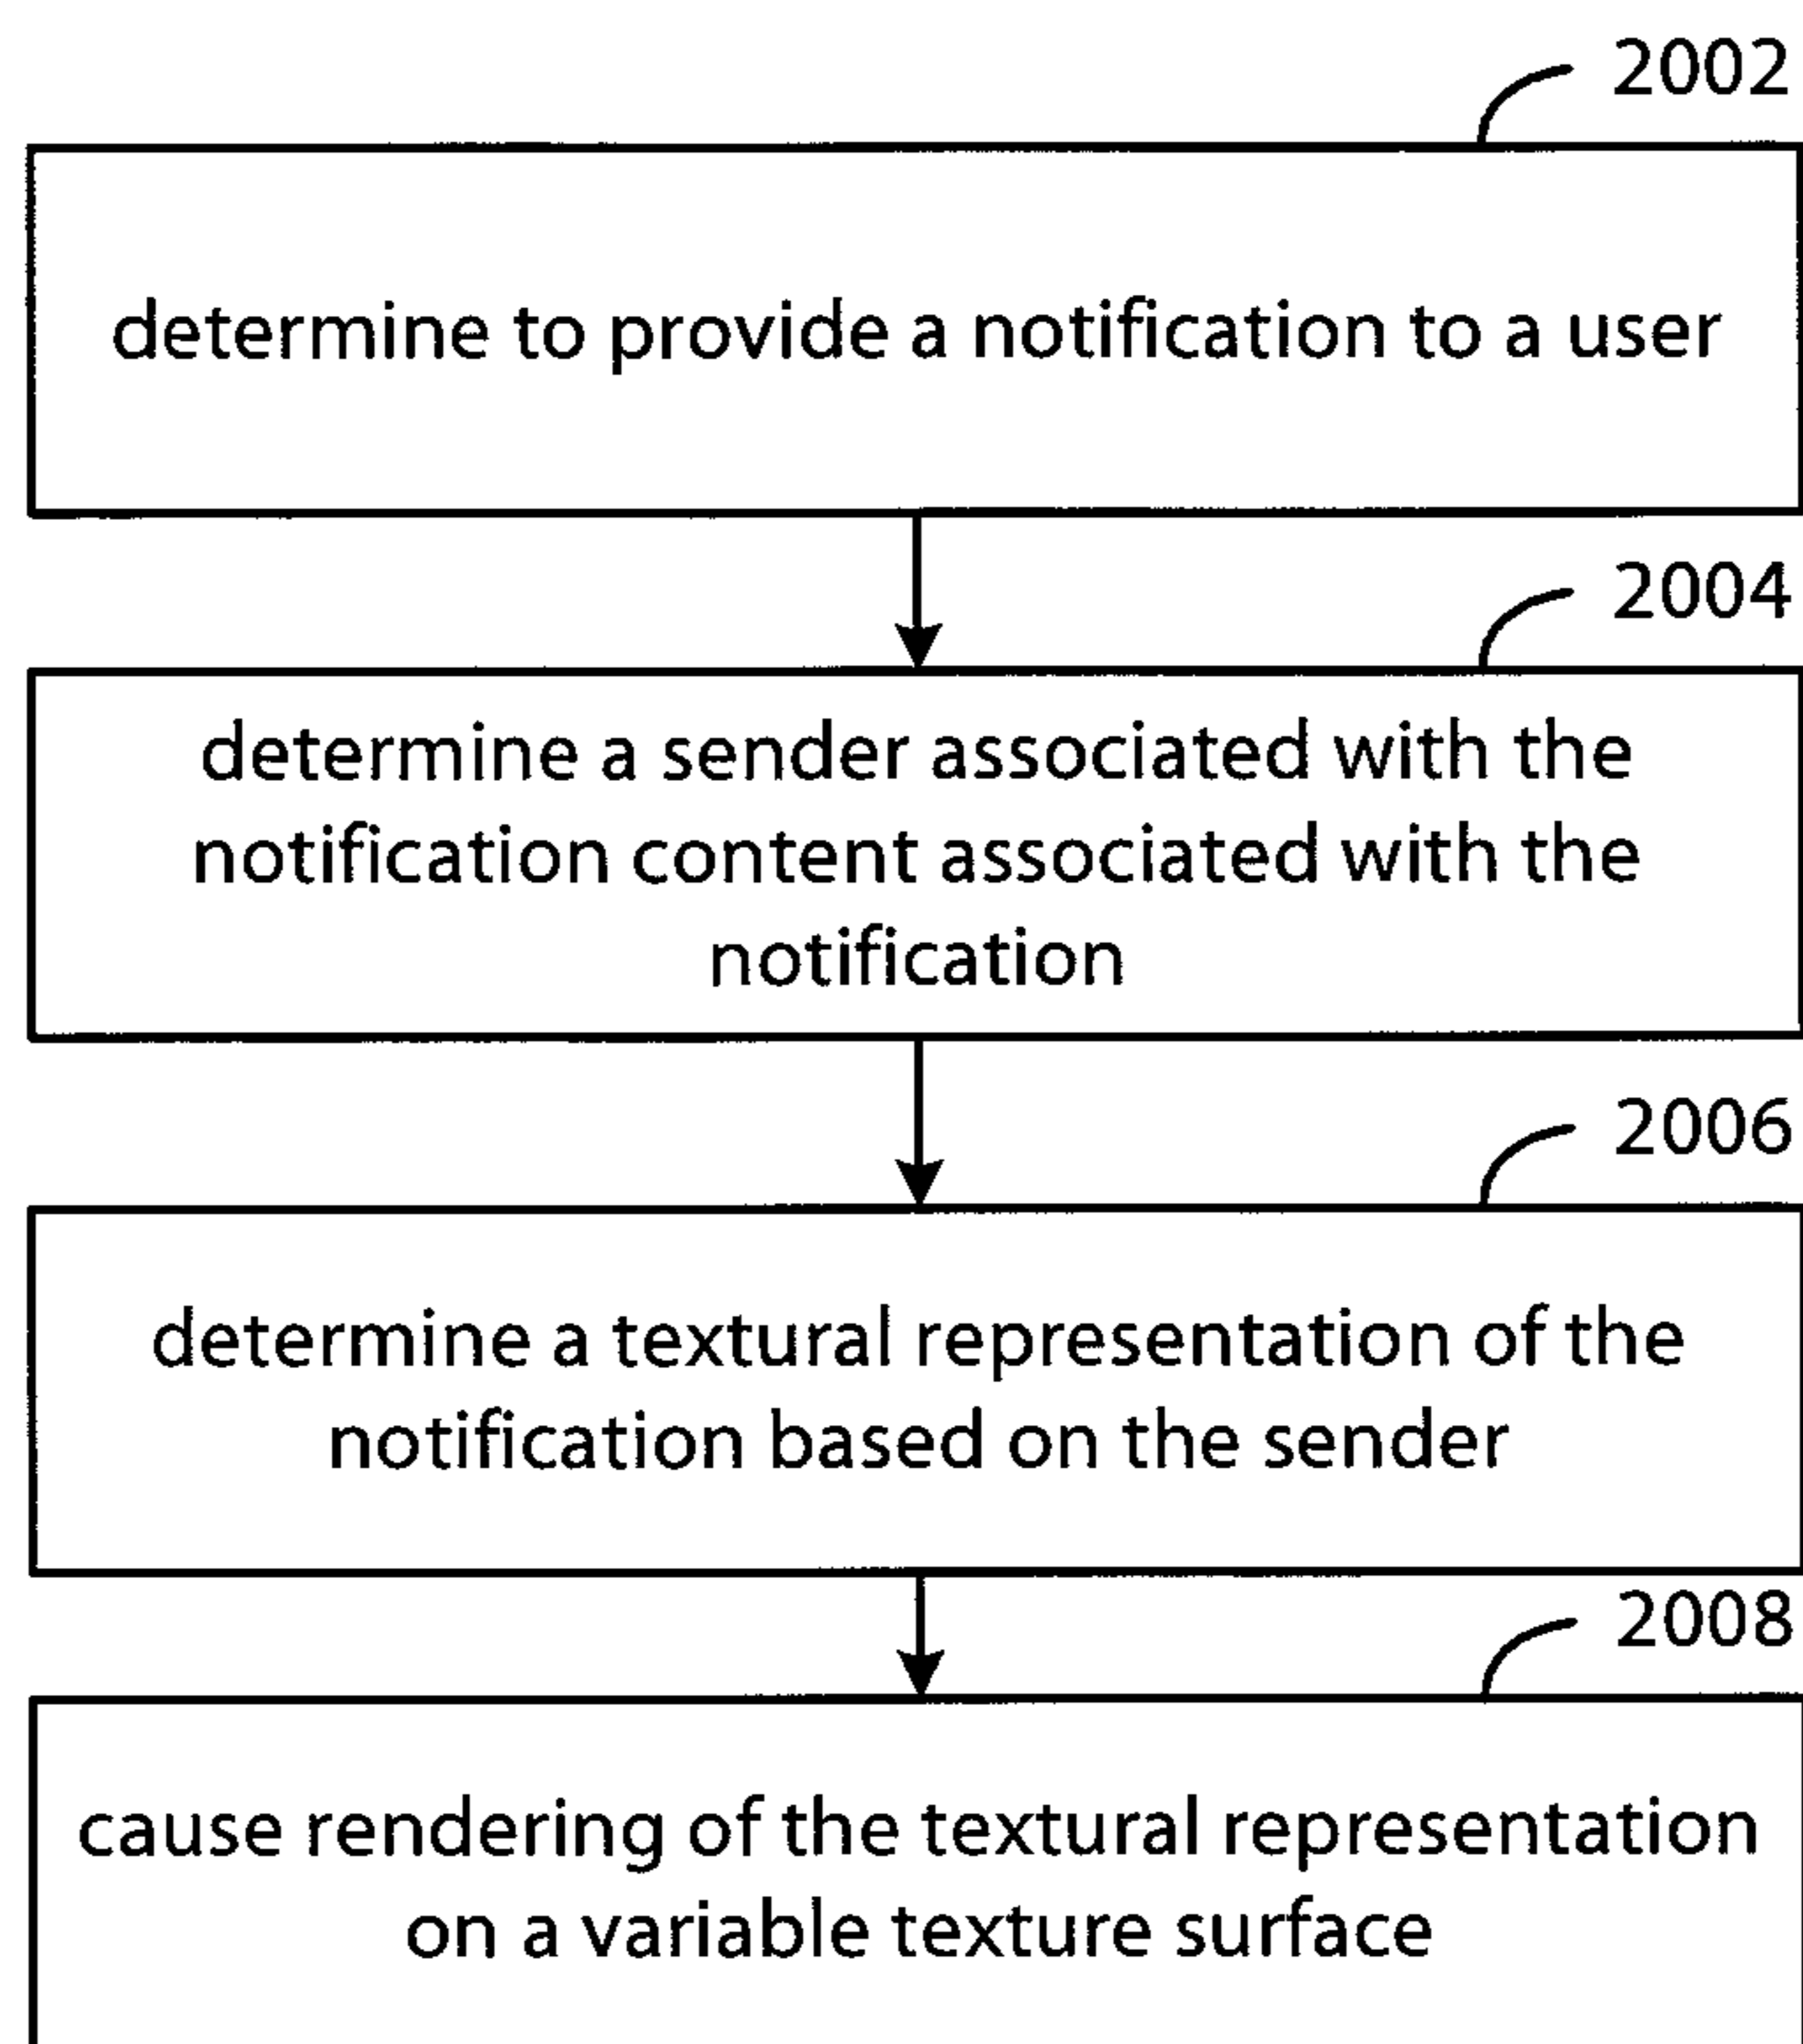 2002
determine to provide a notification to a user
2004
determine a sender associated with the
notification content associated with the
notification
2006
determine a textural representation of the
notification based on the sender
2008
cause rendering of the textural representation
on a variable texture surface